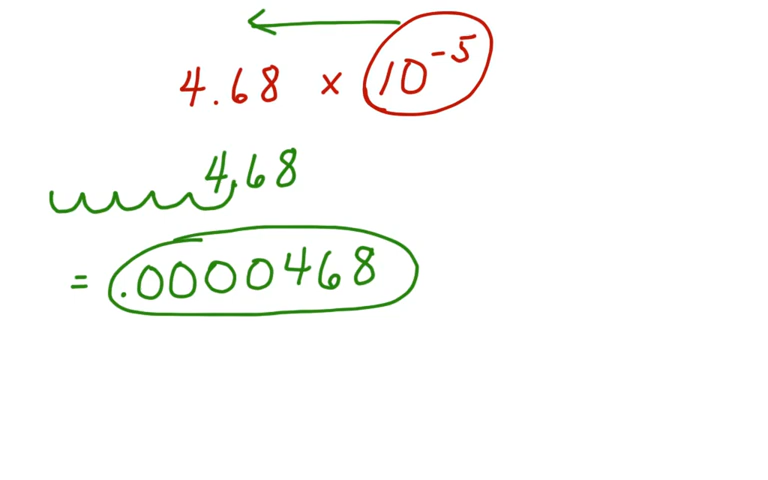 4.68 × 10⁻⁵
4.68
= .0000468